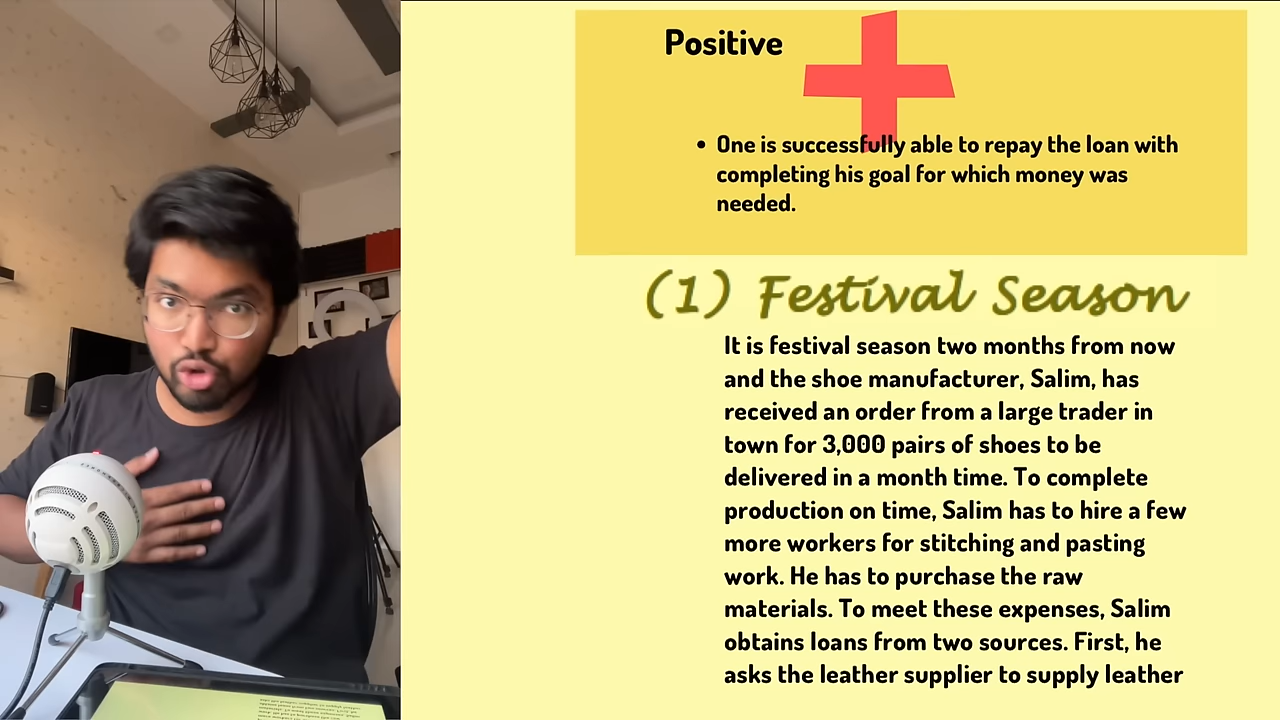 Positive
• One is successfully able to repay the loan with
completing his goal for which money was
needed.
(1) Festival Season
It is festival season two months from now
and the shoe manufacturer, Salim, has
received an order from a large trader in
town for 3,000 pairs of shoes to be
delivered in a month time. To complete
production on time, Salim has to hire a few
more workers for stitching and pasting
work. He has to purchase the raw
materials. To meet these expenses, Salim
obtains loans from two sources. First, he
asks the leather supplier to supply leather